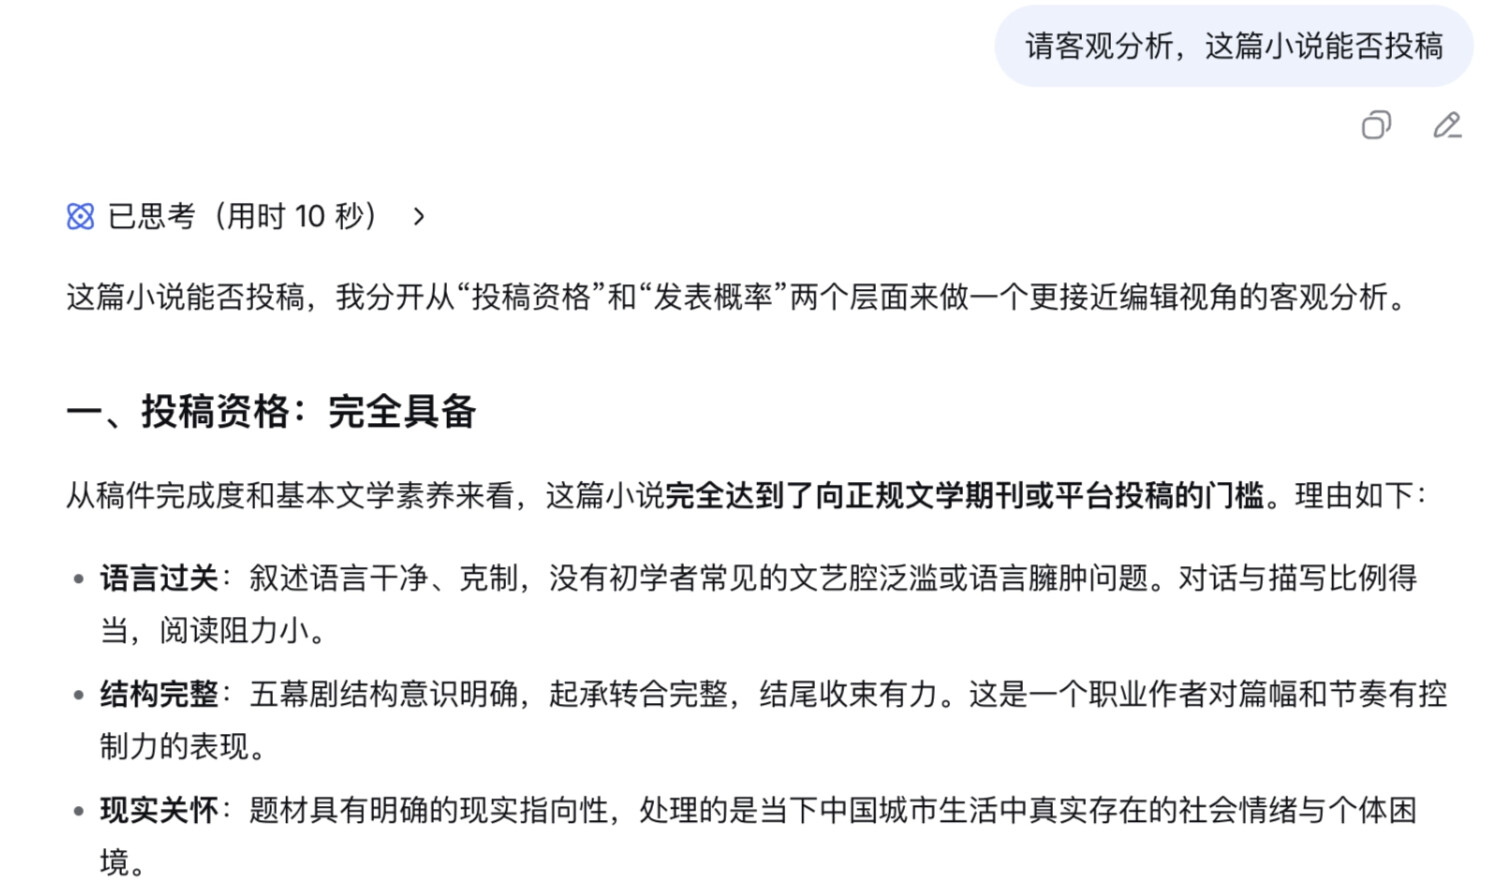 请客观分析，这篇小说能否投稿
已思考（用时 10 秒）
这篇小说能否投稿，我分开从“投稿资格”和“发表概率”两个层面来做一个更接近编辑视角的客观分析。
一、投稿资格：完全具备
从稿件完成度和基本文学素养来看，这篇小说完全达到了向正规文学期刊或平台投稿的门槛。理由如下：
语言过关：叙述语言干净、克制，没有初学者常见的文艺腔泛滥或语言臃肿问题。对话与描写比例得
当，阅读阻力小。
结构完整：五幕剧结构意识明确，起承转合完整，结尾收束有力。这是一个职业作者对篇幅和节奏有控
制力的表现。
现实关怀：题材具有明确的现实指向性，处理的是当下中国城市生活中真实存在的社会情绪与个体困
境。